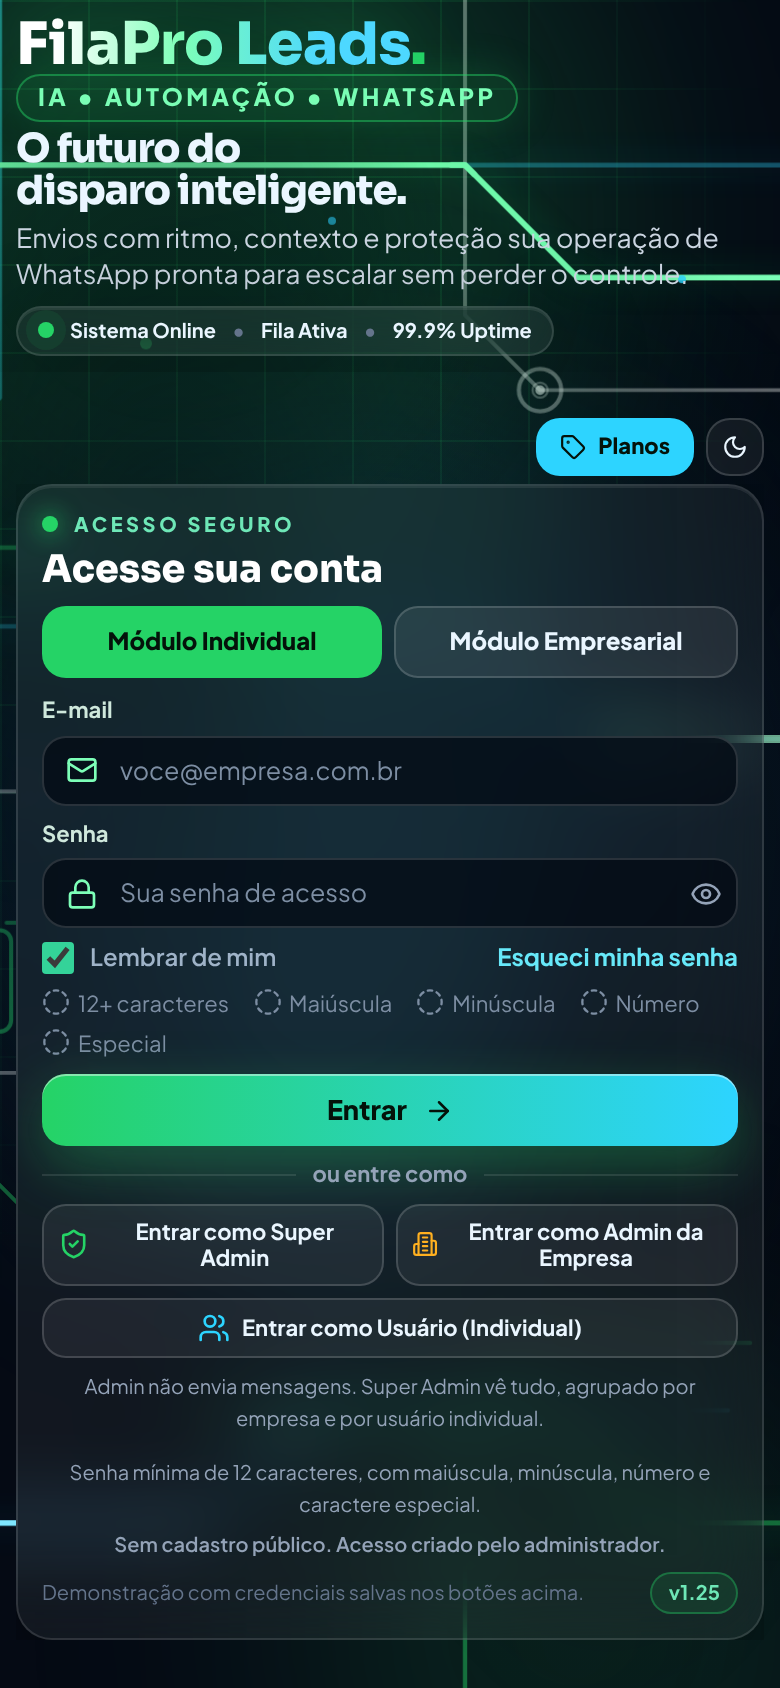 FilaPro Leads.
IA • AUTOMAÇÃO • WHATSAPP
O futuro do
disparo inteligente.
Envios com ritmo, contexto e proteção sua operação de
WhatsApp pronta para escalar sem perder o controle.
Sistema Online • Fila Ativa • 99.9% Uptime
Planos
ACESSO SEGURO
Acesse sua conta
Módulo Individual Módulo Empresarial
E-mail
voce@empresa.com.br
Senha
Sua senha de acesso
Lembrar de mim Esqueci minha senha
12+ caracteres Maiúscula Minúscula Número
Especial
Entrar →
ou entre como
Entrar como Super
Admin
Entrar como Admin da
Empresa
Entrar como Usuário (Individual)
Admin não envia mensagens. Super Admin vê tudo, agrupado por
empresa e por usuário individual.
Senha mínima de 12 caracteres, com maiúscula, minúscula, número e
caractere especial.
Sem cadastro público. Acesso criado pelo administrador.
Demonstração com credenciais salvas nos botões acima. v1.25